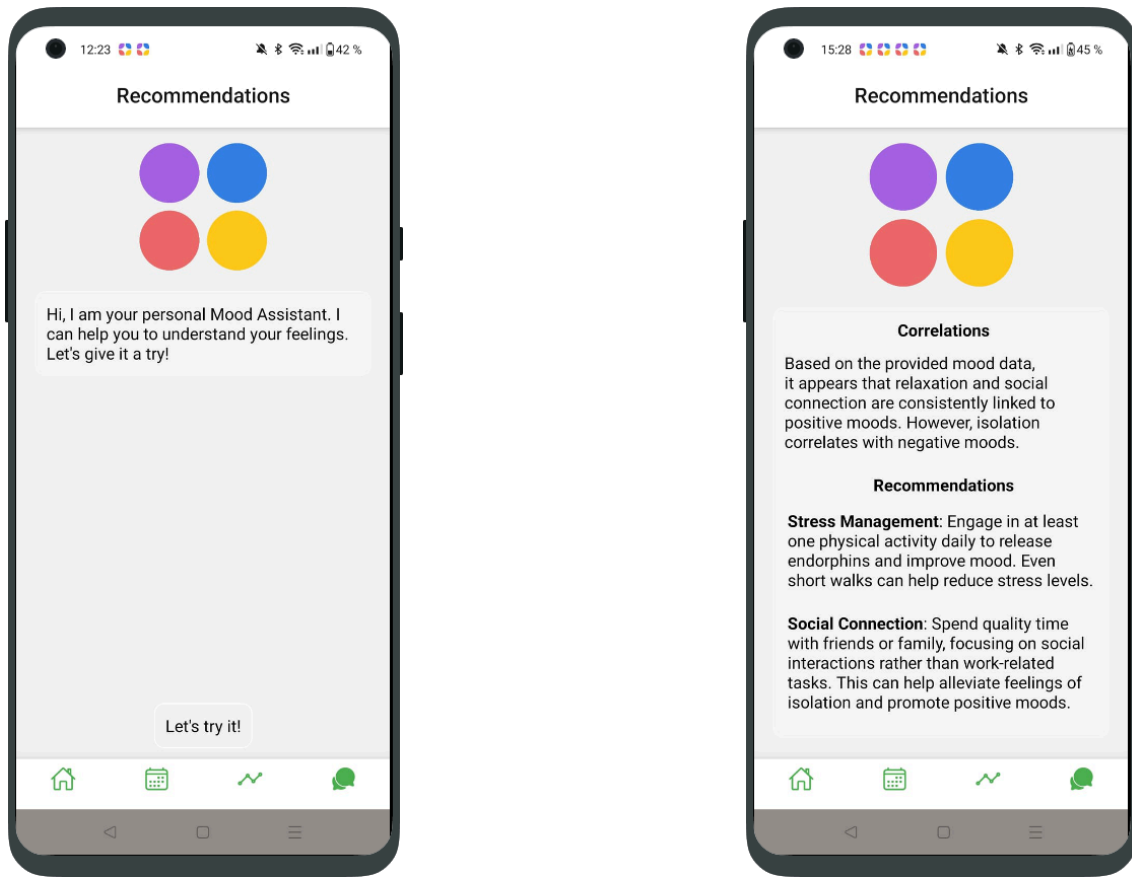 12:23
42 %
Recommendations
Hi, I am your personal Mood Assistant. I
can help you to understand your feelings.
Let's give it a try!
Let's try it!
15:28
45 %
Recommendations
Correlations
Based on the provided mood data,
it appears that relaxation and social
connection are consistently linked to
positive moods. However, isolation
correlates with negative moods.
Recommendations
Stress Management: Engage in at least
one physical activity daily to release
endorphins and improve mood. Even
short walks can help reduce stress levels.
Social Connection: Spend quality time
with friends or family, focusing on social
interactions rather than work-related
tasks. This can help alleviate feelings of
isolation and promote positive moods.